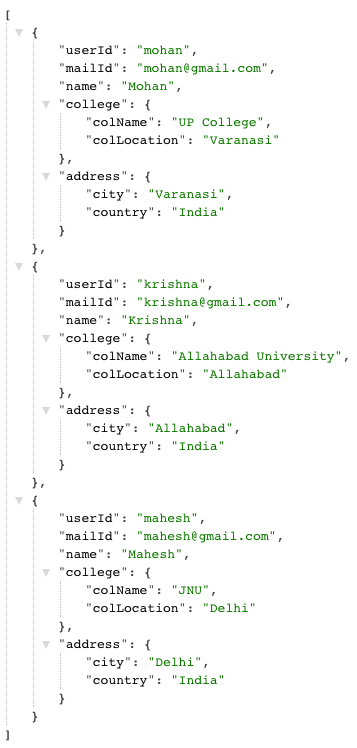 [
{
"userId": "mohan",
"mailId": "mohan@gmail.com",
"name": "Mohan",
"college": {
"colName": "UP College",
"colLocation": "Varanasi"
},
"address": {
"city": "Varanasi",
"country": "India"
}
},
{
"userId": "krishna",
"mailId": "krishna@gmail.com",
"name": "Krishna",
"college": {
"colName": "Allahabad University",
"colLocation": "Allahabad"
},
"address": {
"city": "Allahabad",
"country": "India"
}
},
{
"userId": "mahesh",
"mailId": "mahesh@gmail.com",
"name": "Mahesh",
"college": {
"colName": "JNU",
"colLocation": "Delhi"
},
"address": {
"city": "Delhi",
"country": "India"
}
}
]